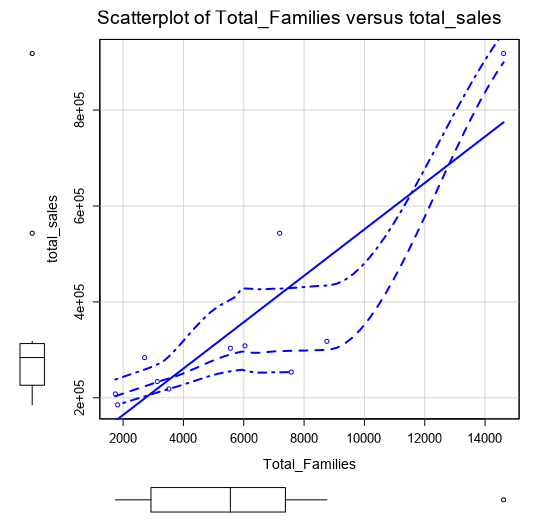 Scatterplot of Total_Families versus total_sales
8e+05
6e+05
4e+05
2e+05
total_sales
2000 4000 6000 8000 10000 12000 14000
Total_Families